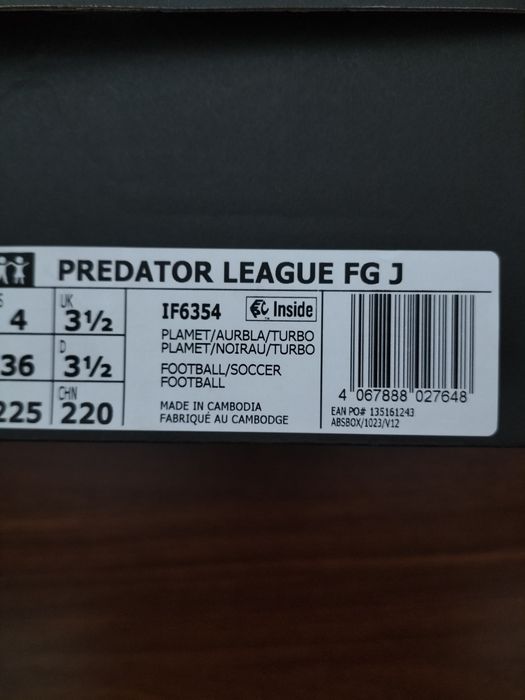 PREDATOR LEAGUE FG J
S UK
4 3½
D
36 3½
CHN
225 220
IF6354 Inside
PLAMET/AURBLA/TURBO
PLAMET/NOIRAU/TURBO
FOOTBALL/SOCCER
FOOTBALL
MADE IN CAMBODIA
FABRIQUÉ AU CAMBODGE
4 067888 027648
EAN PO# 135161243
ABSBOX/1023/V12